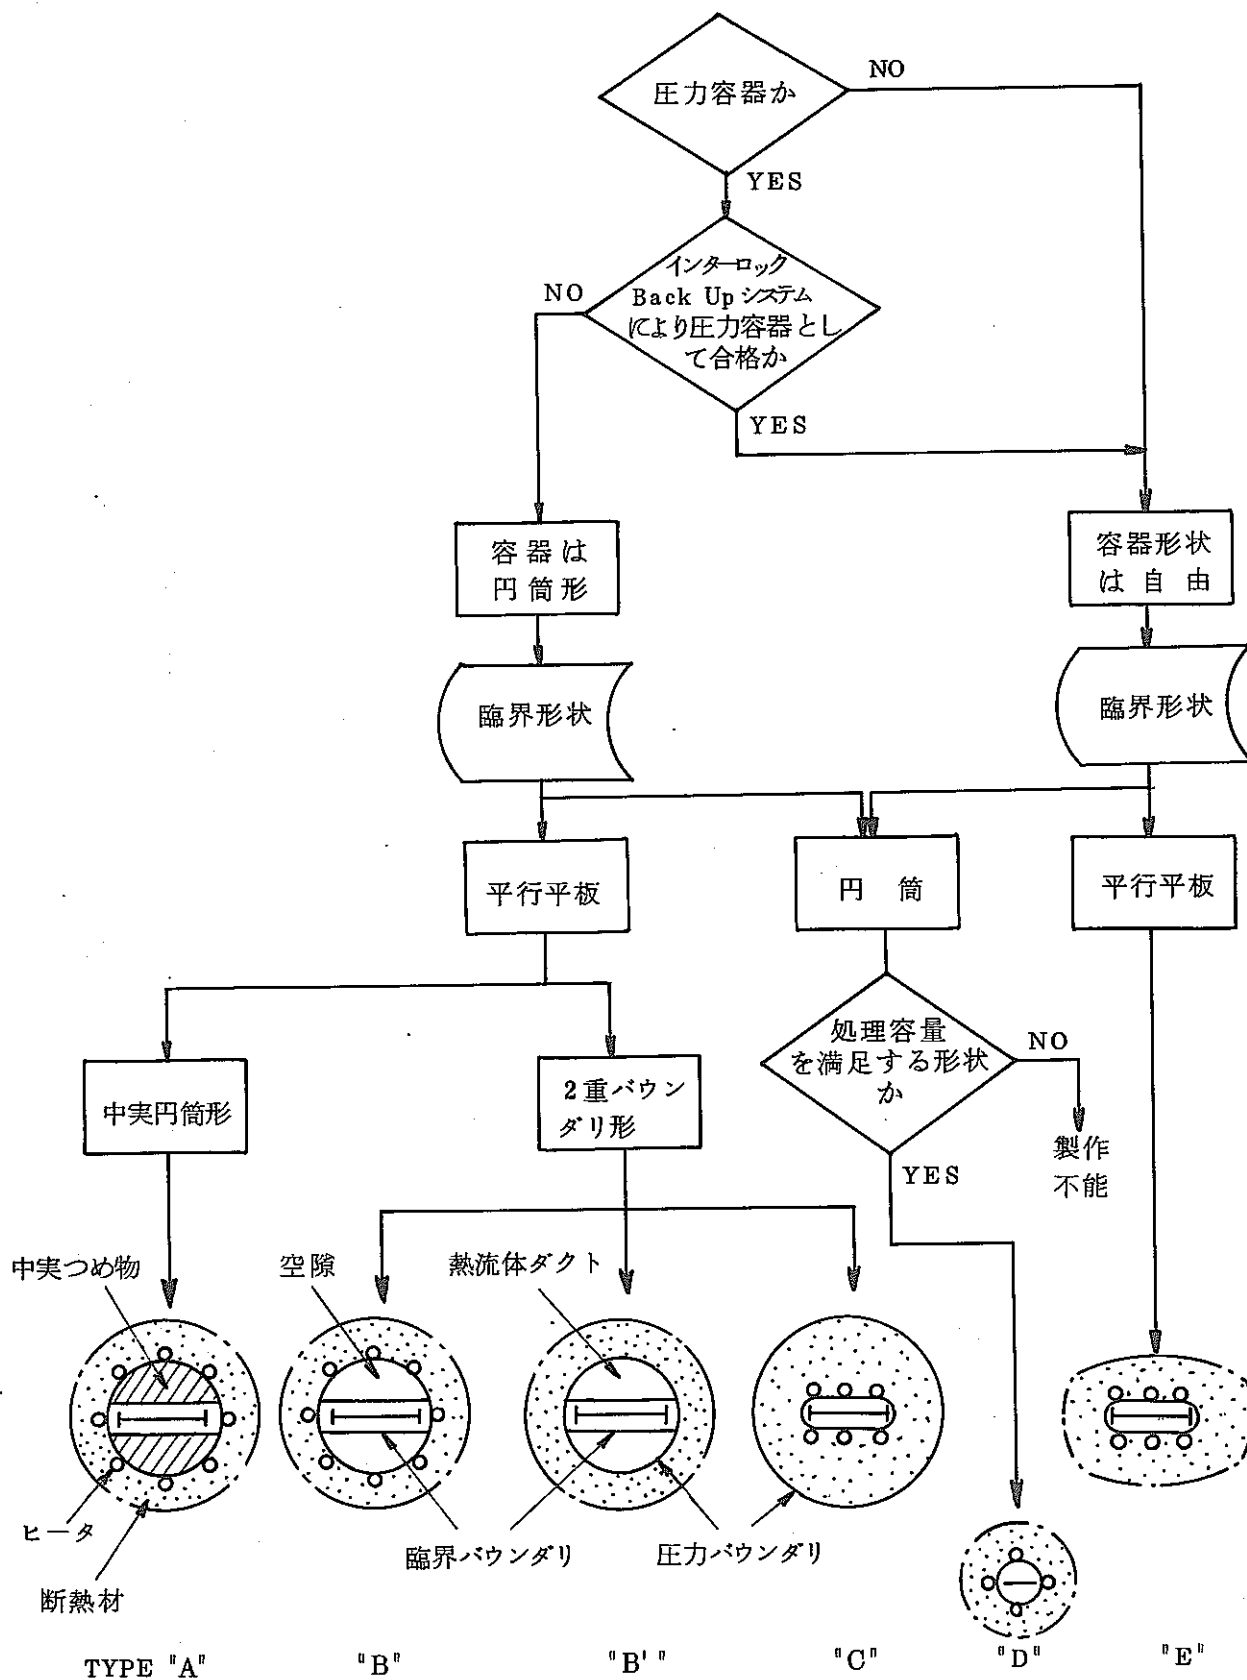 圧力容器か
NO
YES
インターロック
Back Up システム
により圧力容器とし
て合格か
NO
YES
容器は
円筒形
容器形状
は自由
臨界形状
臨界形状
平行平板
円筒
平行平板
処理容量
を満足する形状
か
NO
製作
不能
YES
中実円筒形
2重バウン
ダリ形
中実つめ物
空隙
熱流体ダクト
ヒータ
断熱材
臨界バウンダリ
圧力バウンダリ
TYPE "A"
"B"
"B'"
"C"
"D"
"E"